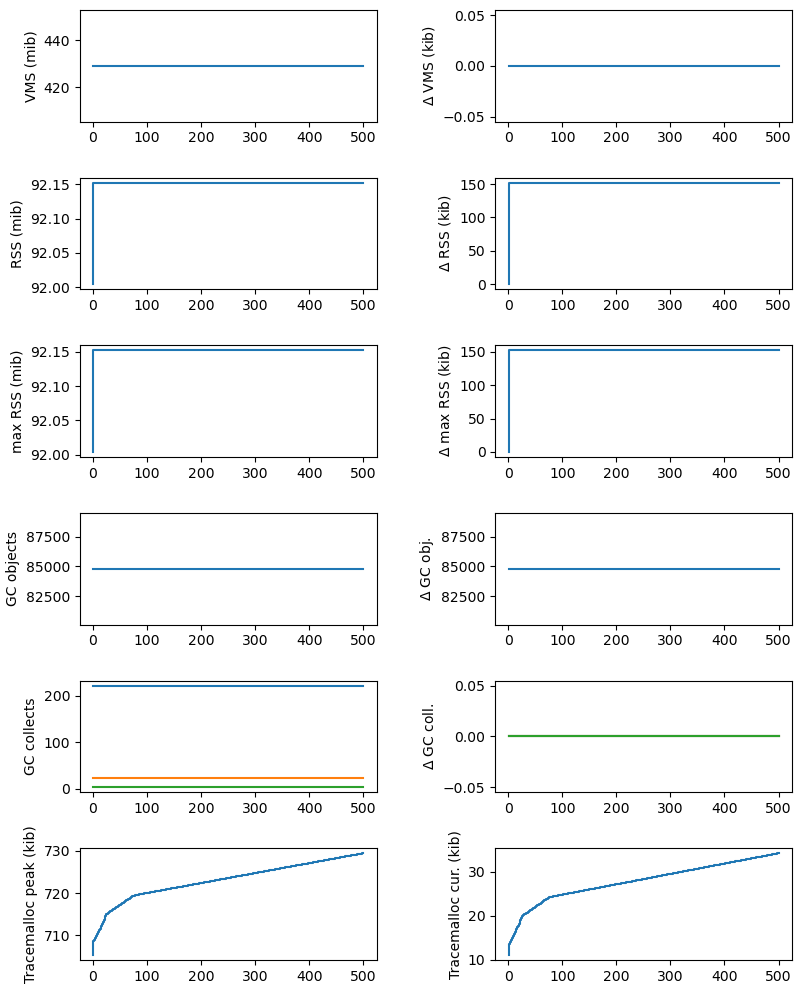 VMS (mib)
440
420
0 100 200 300 400 500
Δ VMS (kib)
0.05
0.00
−0.05
0 100 200 300 400 500
RSS (mib)
92.15
92.10
92.05
92.00
0 100 200 300 400 500
Δ RSS (kib)
150
100
50
0
0 100 200 300 400 500
max RSS (mib)
92.15
92.10
92.05
92.00
0 100 200 300 400 500
Δ max RSS (kib)
150
100
50
0
0 100 200 300 400 500
GC objects
87500
85000
82500
0 100 200 300 400 500
Δ GC obj.
87500
85000
82500
0 100 200 300 400 500
GC collects
200
100
0
0 100 200 300 400 500
Δ GC coll.
0.05
0.00
−0.05
0 100 200 300 400 500
Tracemalloc peak (kib)
730
720
710
0 100 200 300 400 500
Tracemalloc cur. (kib)
30
20
10
0 100 200 300 400 500